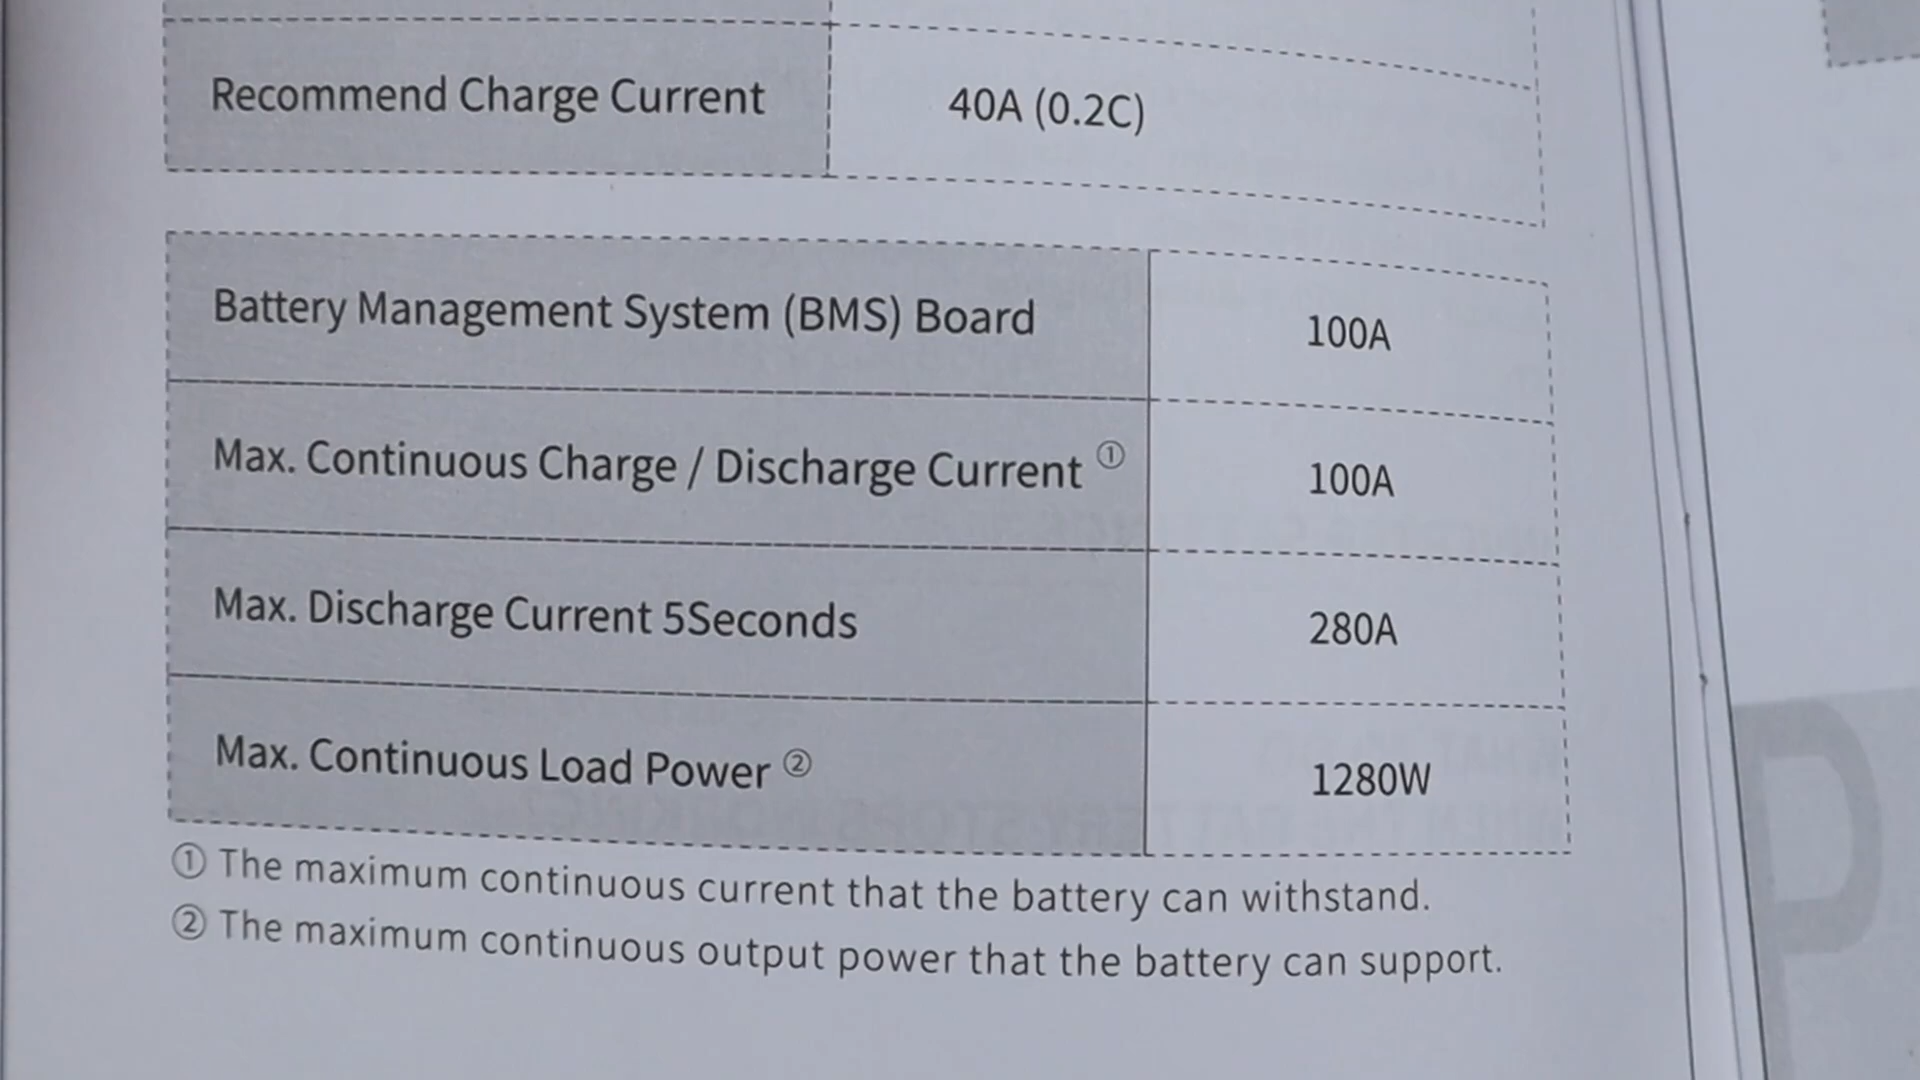 Recommend Charge Current 40A (0.2C)
Battery Management System (BMS) Board 100A
Max. Continuous Charge / Discharge Current ① 100A
Max. Discharge Current 5Seconds 280A
Max. Continuous Load Power ② 1280W
① The maximum continuous current that the battery can withstand.
② The maximum continuous output power that the battery can support.